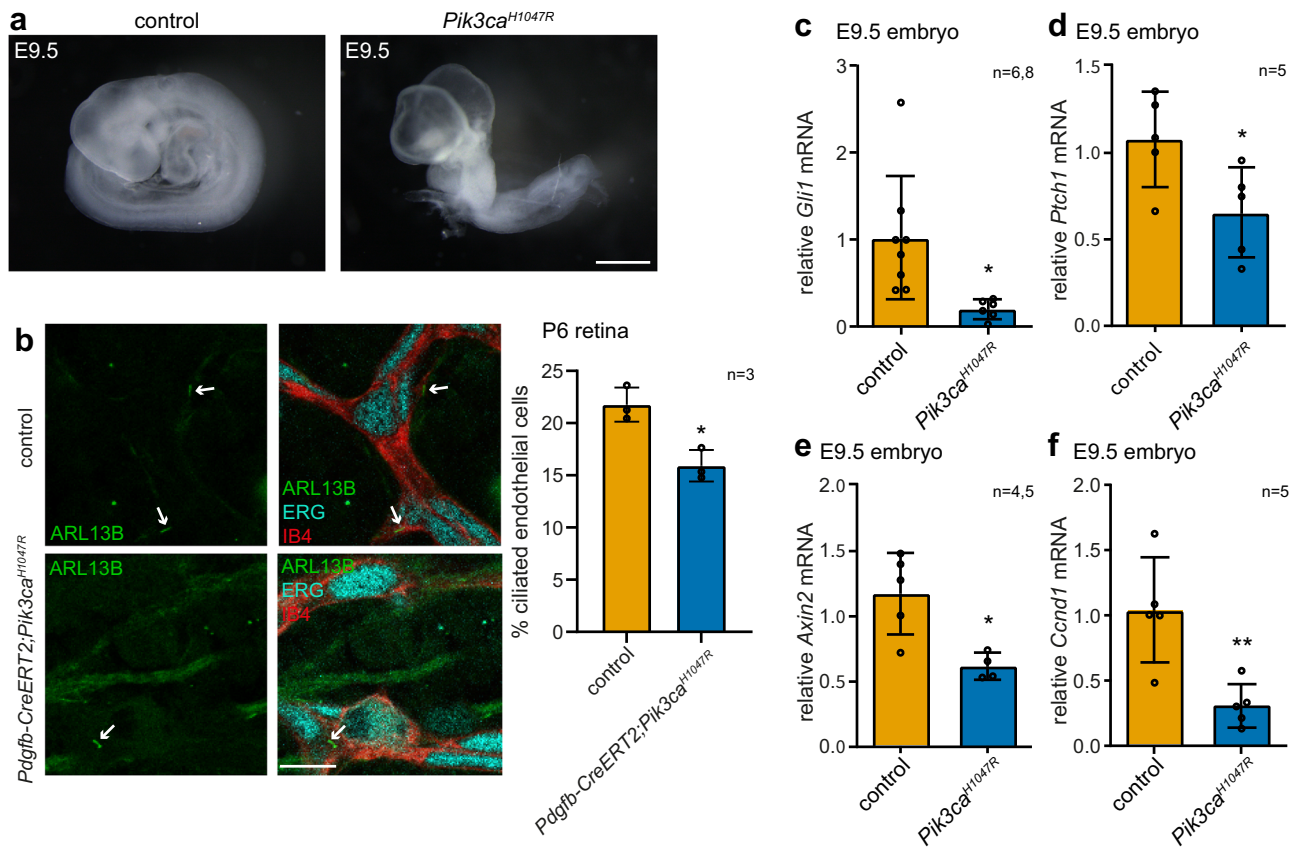 a
control
Pik3caH1047R
E9.5
E9.5
b
control
ARL13B
ARL13B
ERG
IB4
Pdgfb-CreERT2;Pik3caH1047R
ARL13B
ARL13B
ERG
IB4
P6 retina
n=3
% ciliated endothelial cells
25
20
15
10
5
0
*
control
Pdgfb-CreERT2;Pik3caH1047R
c E9.5 embryo
n=6,8
relative Gli1 mRNA
3
2
1
0
*
control
Pik3caH1047R
d E9.5 embryo
n=5
relative Ptch1 mRNA
1.5
1.0
0.5
0.0
*
control
Pik3caH1047R
e E9.5 embryo
n=4,5
relative Axin2 mRNA
2.0
1.5
1.0
0.5
0.0
*
control
Pik3caH1047R
f E9.5 embryo
n=5
relative Ccnd1 mRNA
2.0
1.5
1.0
0.5
0.0
**
control
Pik3caH1047R